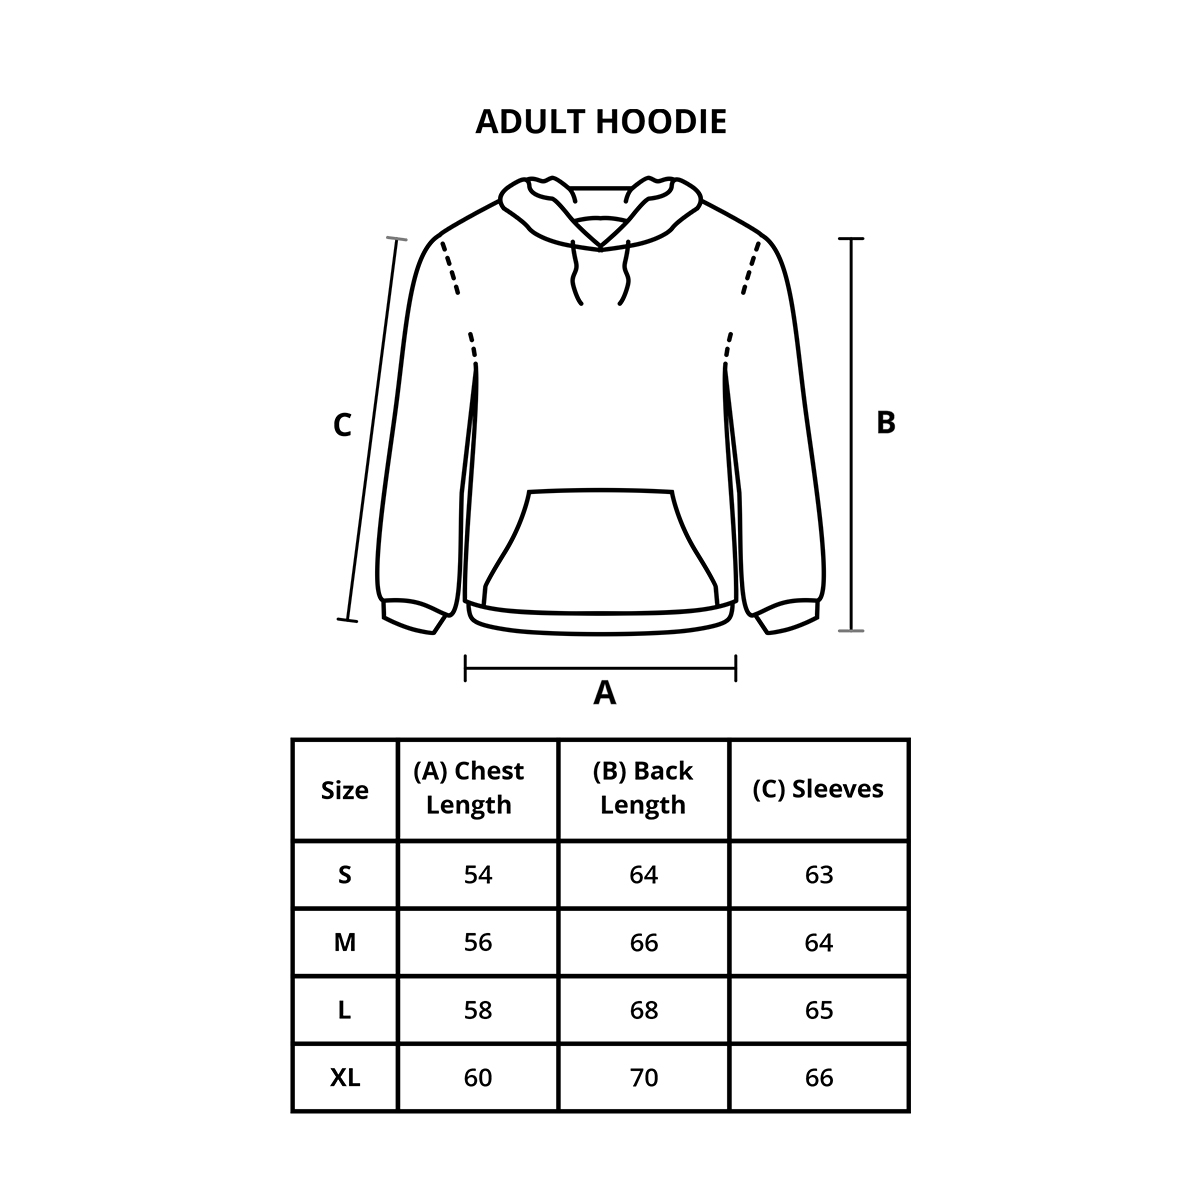 ADULT HOODIE
C
B
A
Size
(A) Chest
Length
(B) Back
Length
(C) Sleeves
S 54 64 63
M 56 66 64
L 58 68 65
XL 60 70 66